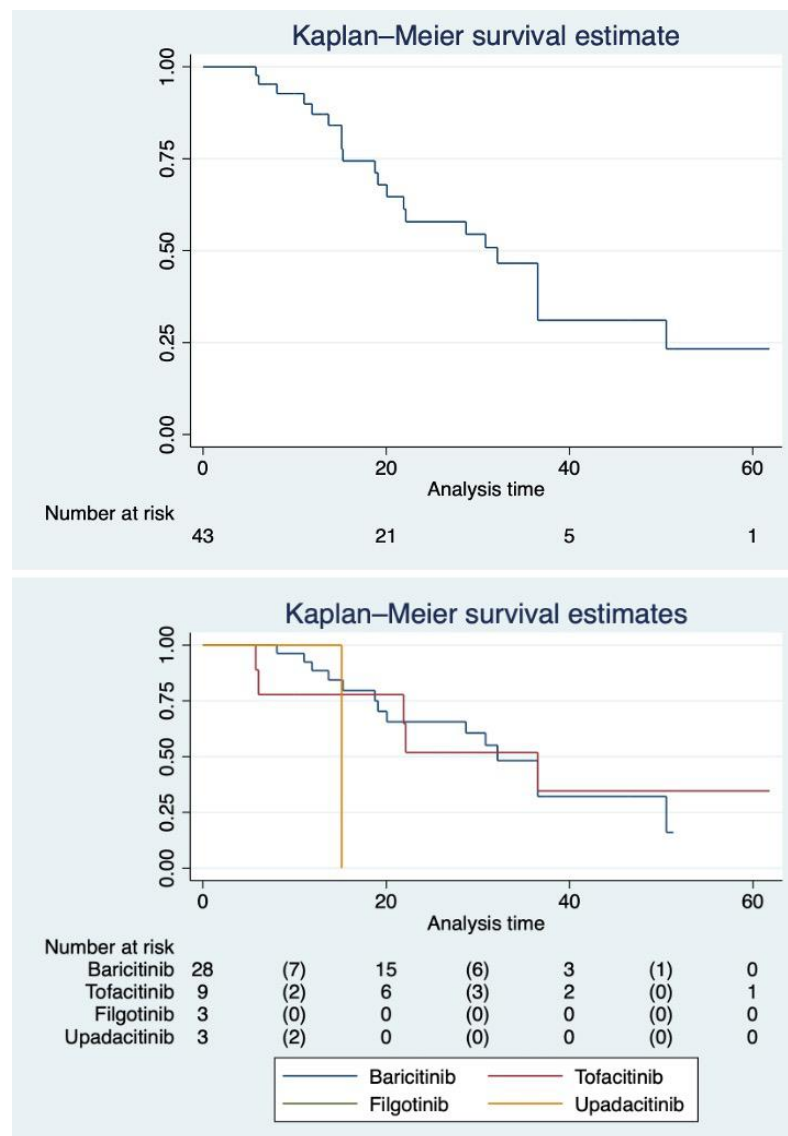 Kaplan–Meier survival estimate
1.00
0.75
0.50
0.25
0.00
0 20 40 60
Analysis time
Number at risk
43 21 5 1
Kaplan–Meier survival estimates
1.00
0.75
0.50
0.25
0.00
0 20 40 60
Analysis time
Number at risk
Baricitinib 28 (7) 15 (6) 3 (1) 0
Tofacitinib 9 (2) 6 (3) 2 (0) 1
Filgotinib 3 (0) 0 (0) 0 (0) 0
Upadacitinib 3 (2) 0 (0) 0 (0) 0
Baricitinib Tofacitinib
Filgotinib Upadacitinib